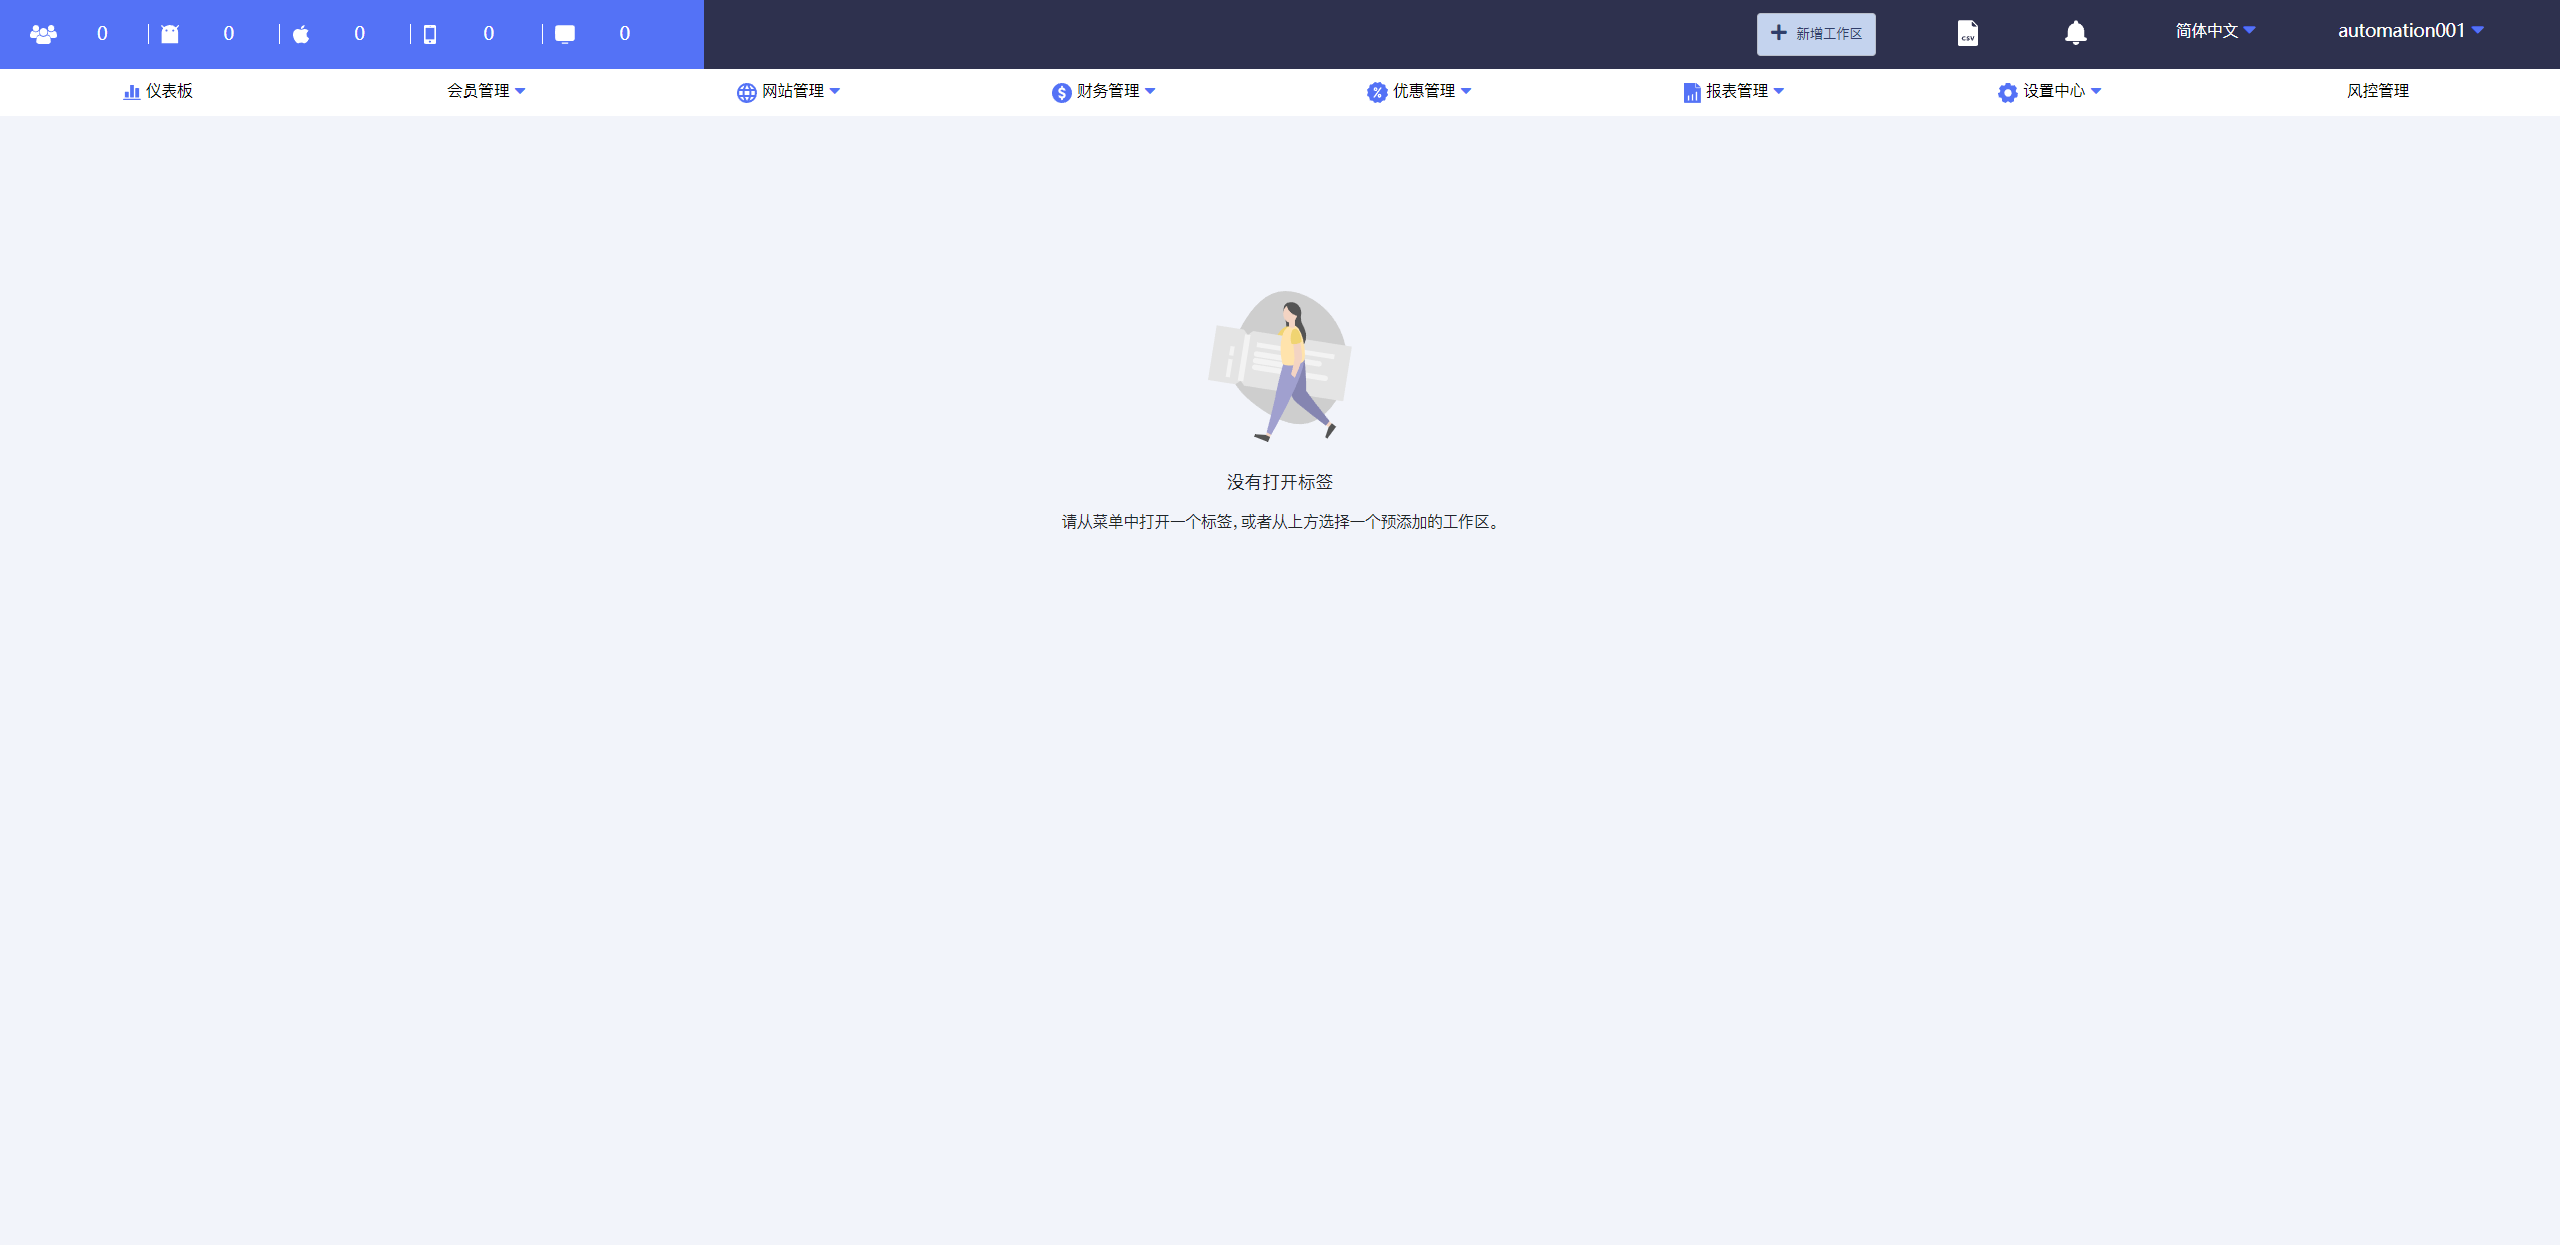 0 0 0 0 0 新增工作区 CSV 简体中文 automation001
仪表板 会员管理 网站管理 财务管理 优惠管理 报表管理 设置中心 风控管理
没有打开标签
请从菜单中打开一个标签，或者从上方选择一个预添加的工作区。